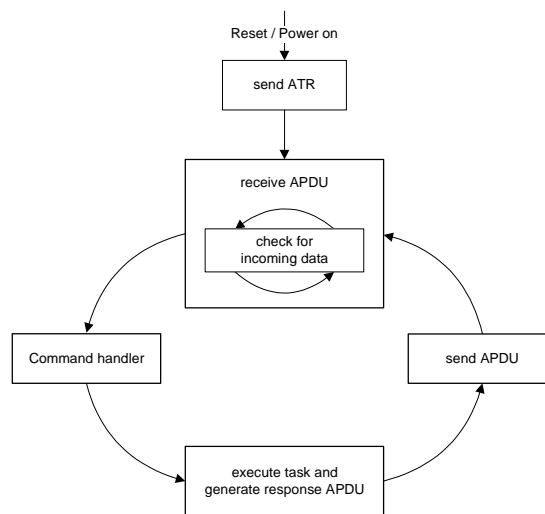 Reset / Power on
send ATR
receive APDU
check for
incoming data
Command handler
send APDU
execute task and
generate response APDU